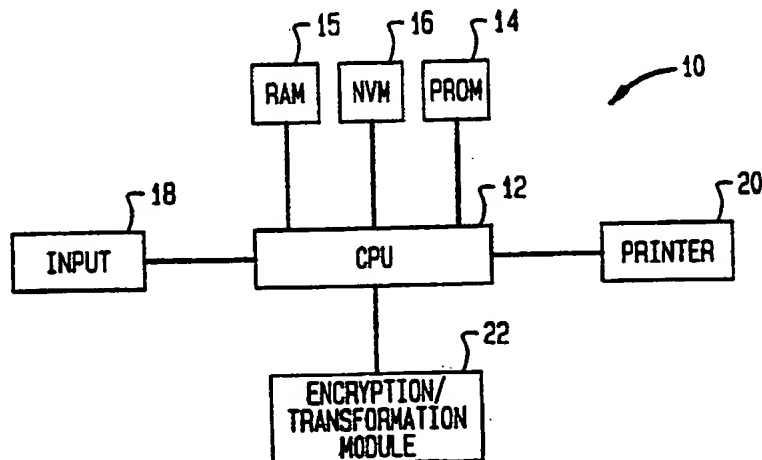 15
16
14
10
RAM
NVM
PROM
18
12
20
INPUT
CPU
PRINTER
22
ENCRYPTION/
TRANSFORMATION
MODULE